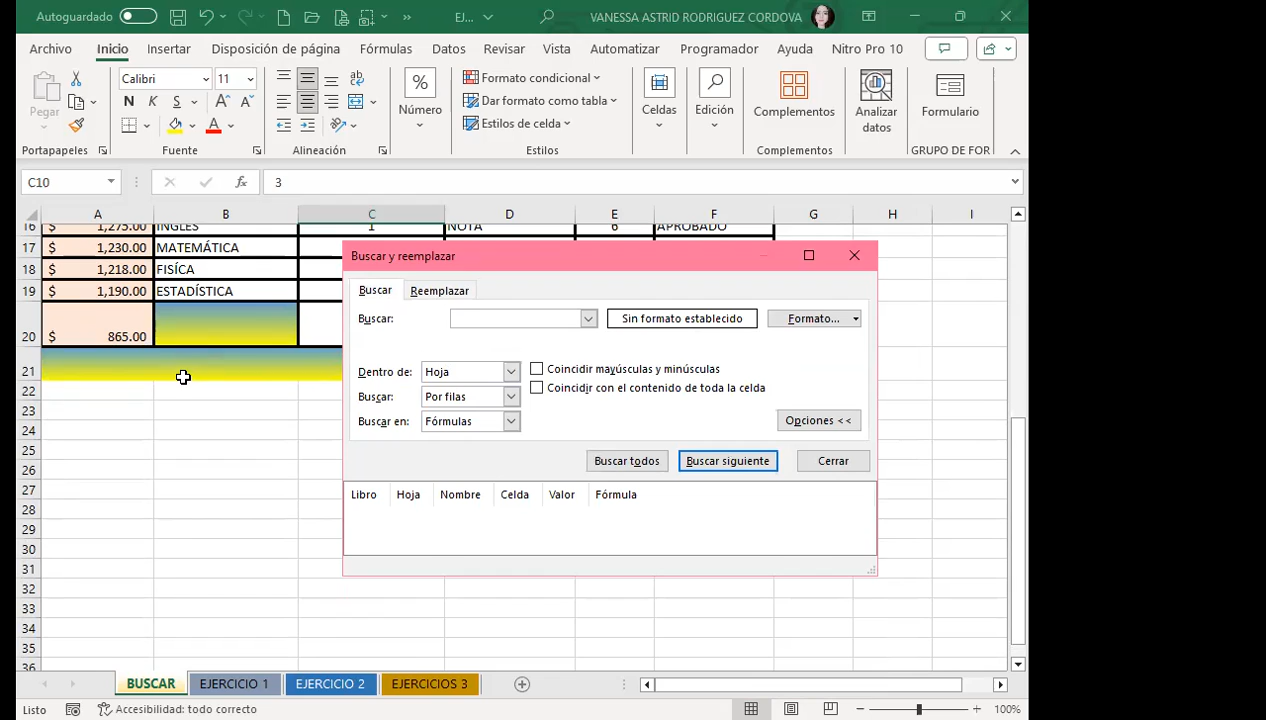 Autoguardado EJ... VANESSA ASTRID RODRIGUEZ CORDOVA
Archivo Inicio Insertar Disposición de página Fórmulas Datos Revisar Vista Automatizar Programador Ayuda Nitro Pro 10
Pegar Calibri 11 N K S A A A ab % Número Formato condicional Dar formato como tabla Estilos de celda Celdas Edición Complementos Analizar datos Formulario
Portapapeles Fuente Alineación Estilos Complementos GRUPO DE FOR
C10 fx 3
A B C D E F G H I
16 $ 1,275.00 INGLÉS 1 NOTA 6 APROBADO
17 $ 1,230.00 MATEMÁTICA
18 $ 1,218.00 FISÍCA
19 $ 1,190.00 ESTADÍSTICA
20 $ 865.00
21
22
23
24
25
26
27
28
29
30
31
32
33
34
35
36
Buscar y reemplazar
Buscar Reemplazar
Buscar: Sin formato establecido Formato...
Dentro de: Hoja Coincidir mayúsculas y minúsculas
Buscar: Por filas Coincidir con el contenido de toda la celda
Buscar en: Fórmulas Opciones <<
Buscar todos Buscar siguiente Cerrar
Libro Hoja Nombre Celda Valor Fórmula
BUSCAR EJERCICIO 1 EJERCICIO 2 EJERCICIOS 3
Listo Accesibilidad: todo correcto 100%